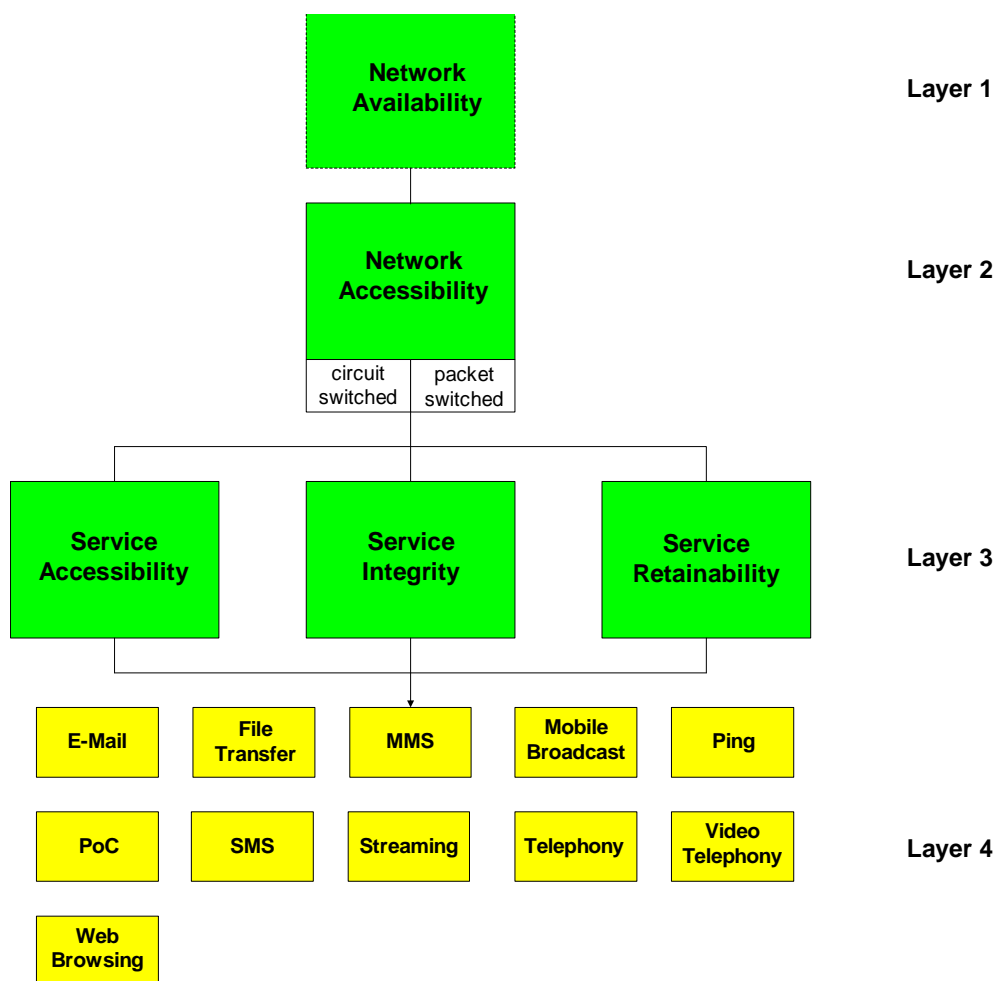 Network
Availability
Layer 1
Network
Accessibility
Layer 2
circuit
switched
packet
switched
Service
Accessibility
Service
Integrity
Service
Retainability
Layer 3
E-Mail
File
Transfer
MMS
Mobile
Broadcast
Ping
PoC
SMS
Streaming
Telephony
Video
Telephony
Layer 4
Web
Browsing